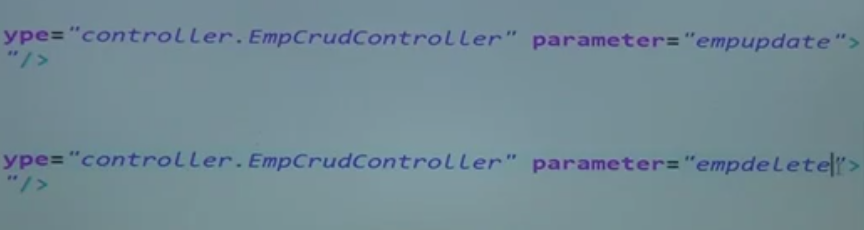 ype="controller.EmpCrudController" parameter="empupdate">
"/>
ype="controller.EmpCrudController" parameter="empdelete">
"/>